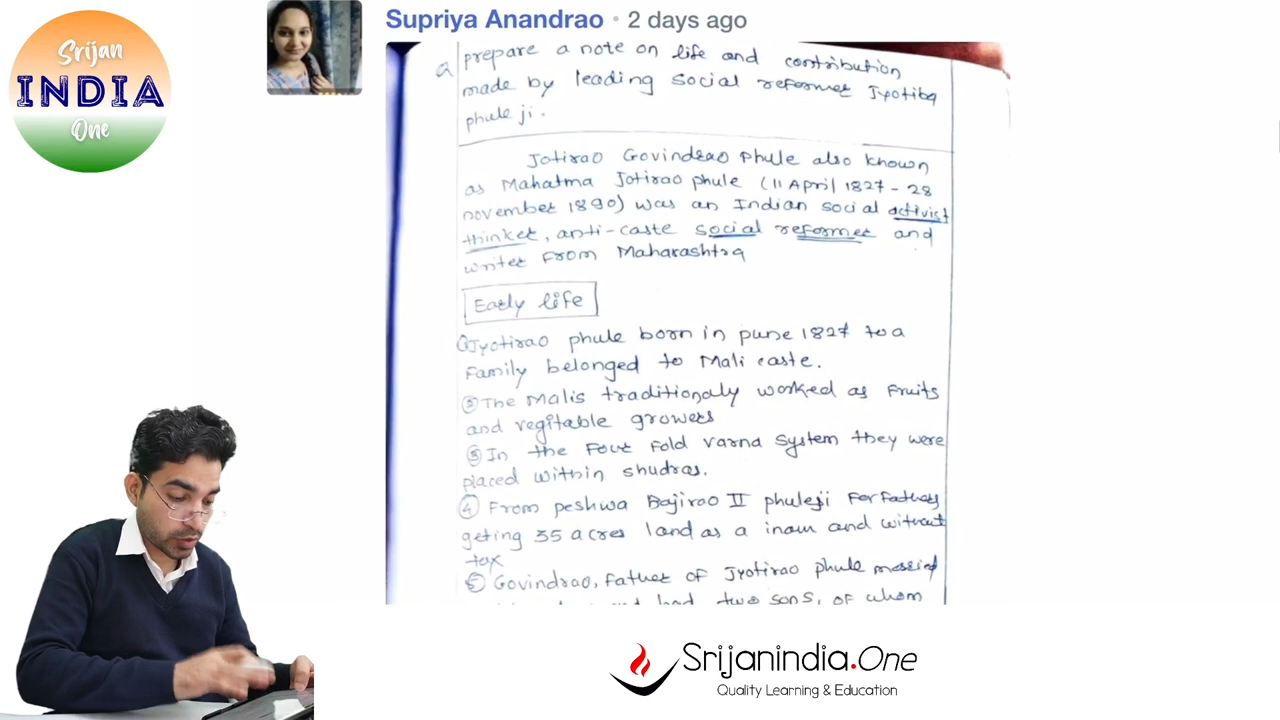 Srijan
INDIA
One
Supriya Anandrao • 2 days ago
Q prepare a note on life and contribution
made by leading social reformer Jyotiba
phule ji.
Jotirao Govindrao Phule also known
as Mahatma Jotirao phule (11 April 1827 - 28
november 1890) was an Indian social activist
thinker, anti-caste social reformer and
writer From Maharashtra
Early life
① Jyotirao phule born in pune 1827 to a
Family belonged to Mali caste.
② The Malis traditionaly worked as Fruits
and vegitable growers
③ In the Four Fold varna system they were
placed within shudras.
④ From peshwa Bajirao II phuleji ForFathers
geting 35 acres land as a inam and without
tax
⑤ Govindrao, Father of Jyotirao phule
had two sons, of whom
Srijanindia.One
Quality Learning & Education